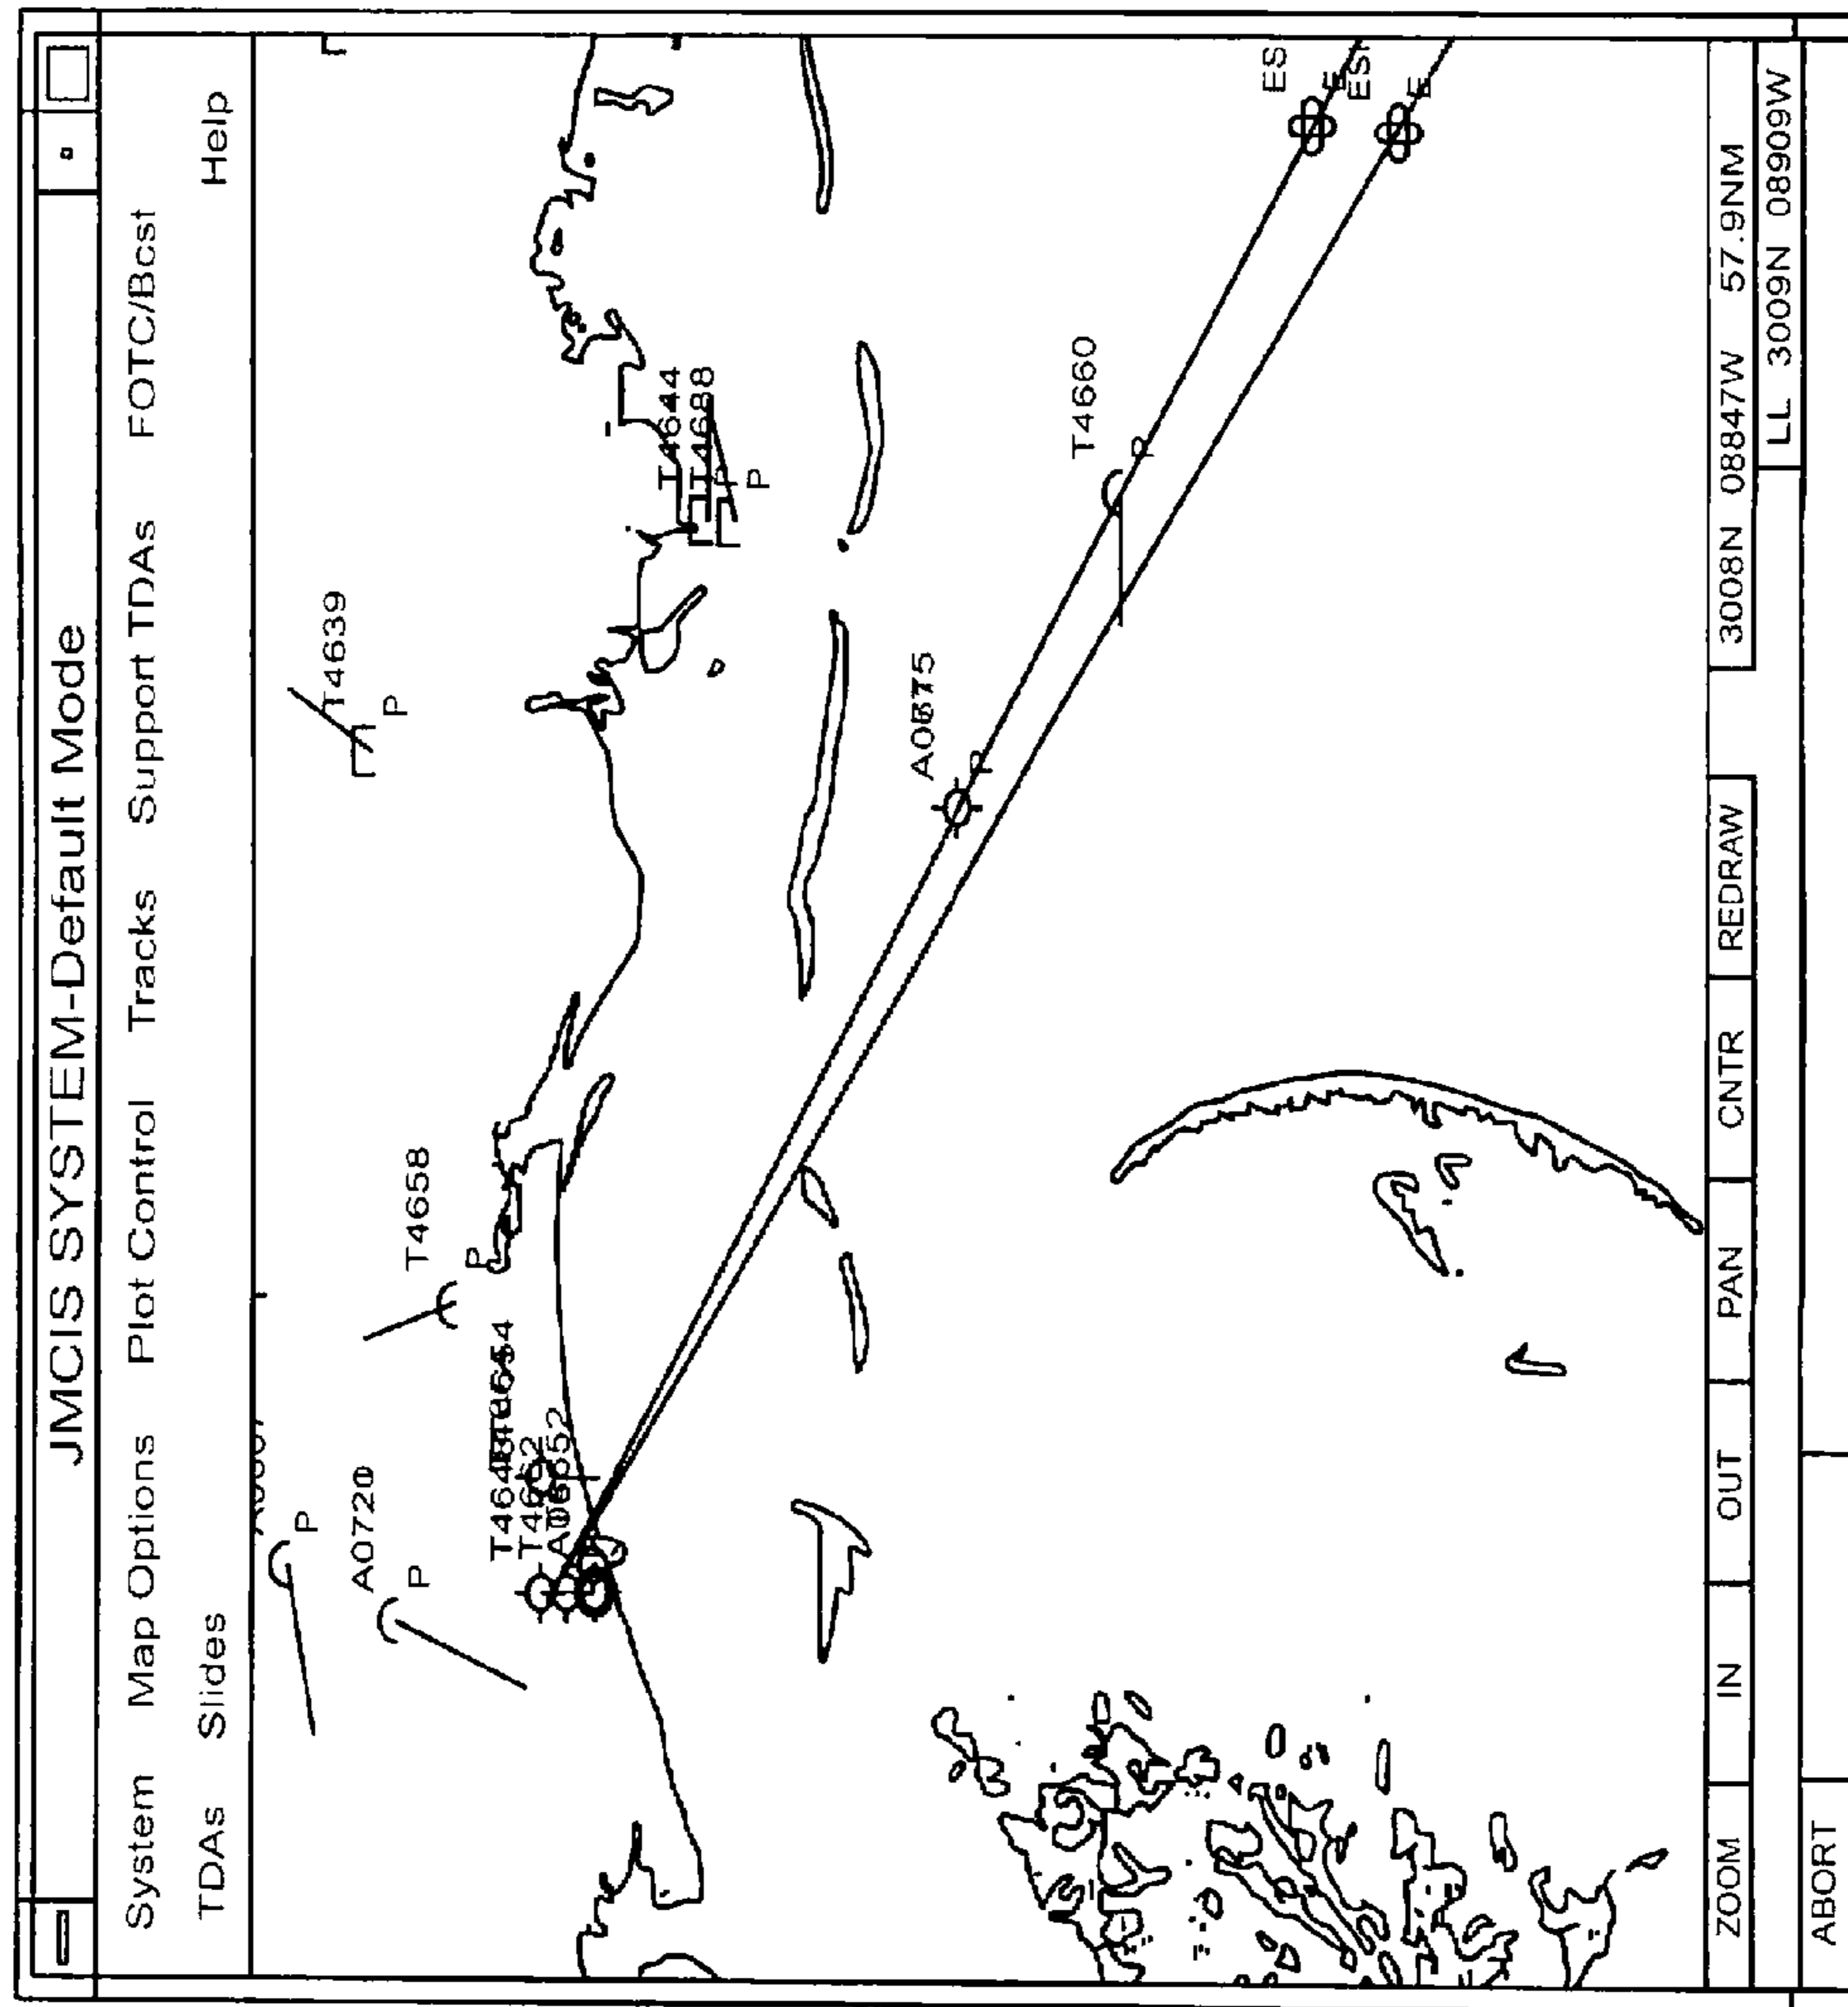 JMCIS SYSTEM-Default Mode
System Map Options Plot Control Tracks Support TDAs FOTC/Bcst
TDAs Slides Help
P
A0720
P
T4658
P
T4639
P
T4644
T4688
P
P
T4660
P
P
ES
E
ES
E
ZOOM IN OUT PAN CNTR REDRAW 3008N 08847W 57.9NM
LL 3009N 08909W
ABORT